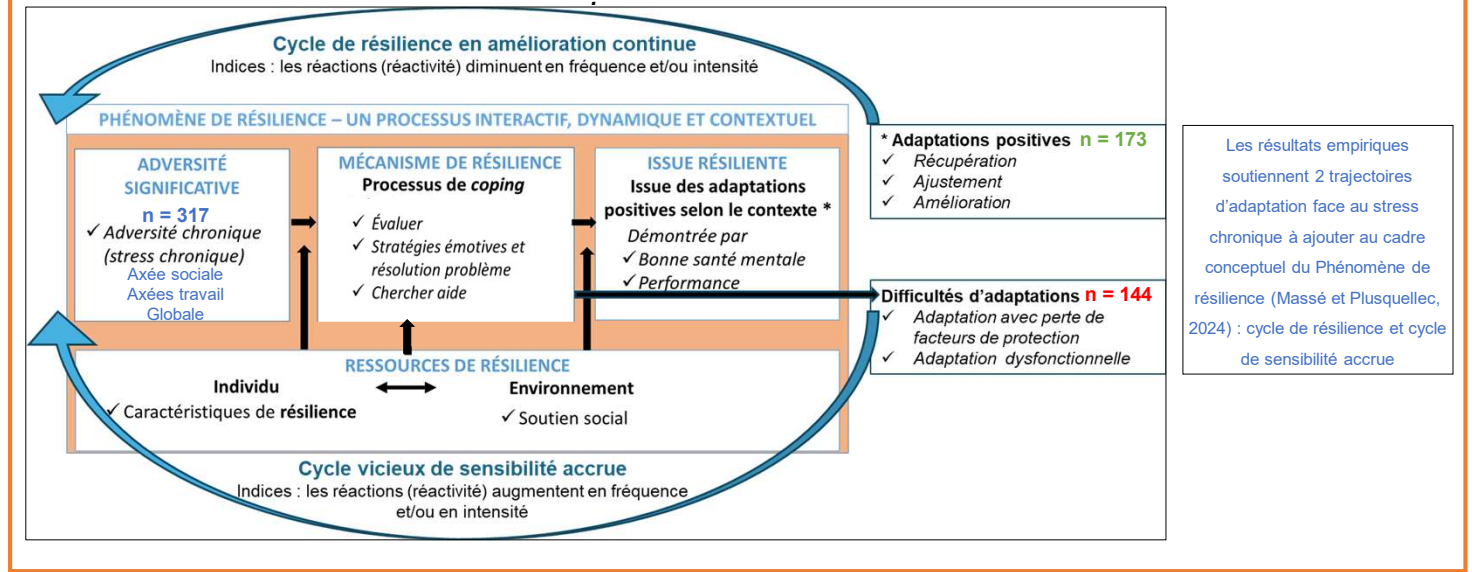 Cycle de résilience en amélioration continue
Indices : les réactions (réactivité) diminuent en fréquence et/ou intensité
PHÉNOMÈNE DE RÉSILIENCE – UN PROCESSUS INTERACTIF, DYNAMIQUE ET CONTEXTUEL
ADVERSITÉ
SIGNIFICATIVE
n = 317
✓ Adversité chronique
(stress chronique)
Axée sociale
Axées travail
Globale
MÉCANISME DE RÉSILIENCE
Processus de coping
✓ Évaluer
✓ Stratégies émotives et
résolution problème
✓ Chercher aide
ISSUE RÉSILIENTE
Issue des adaptations
positives selon le contexte *
Démontrée par
✓ Bonne santé mentale
✓ Performance
* Adaptations positives n = 173
✓ Récupération
✓ Ajustement
✓ Amélioration
Difficultés d'adaptations n = 144
✓ Adaptation avec perte de
facteurs de protection
✓ Adaptation dysfonctionnelle
RESSOURCES DE RÉSILIENCE
Individu
✓ Caractéristiques de résilience
Environnement
✓ Soutien social
Cycle vicieux de sensibilité accrue
Indices : les réactions (réactivité) augmentent en fréquence
et/ou en intensité
Les résultats empiriques
soutiennent 2 trajectoires
d'adaptation face au stress
chronique à ajouter au cadre
conceptuel du Phénomène de
résilience (Massé et Plusquellec,
2024) : cycle de résilience et cycle
de sensibilité accrue